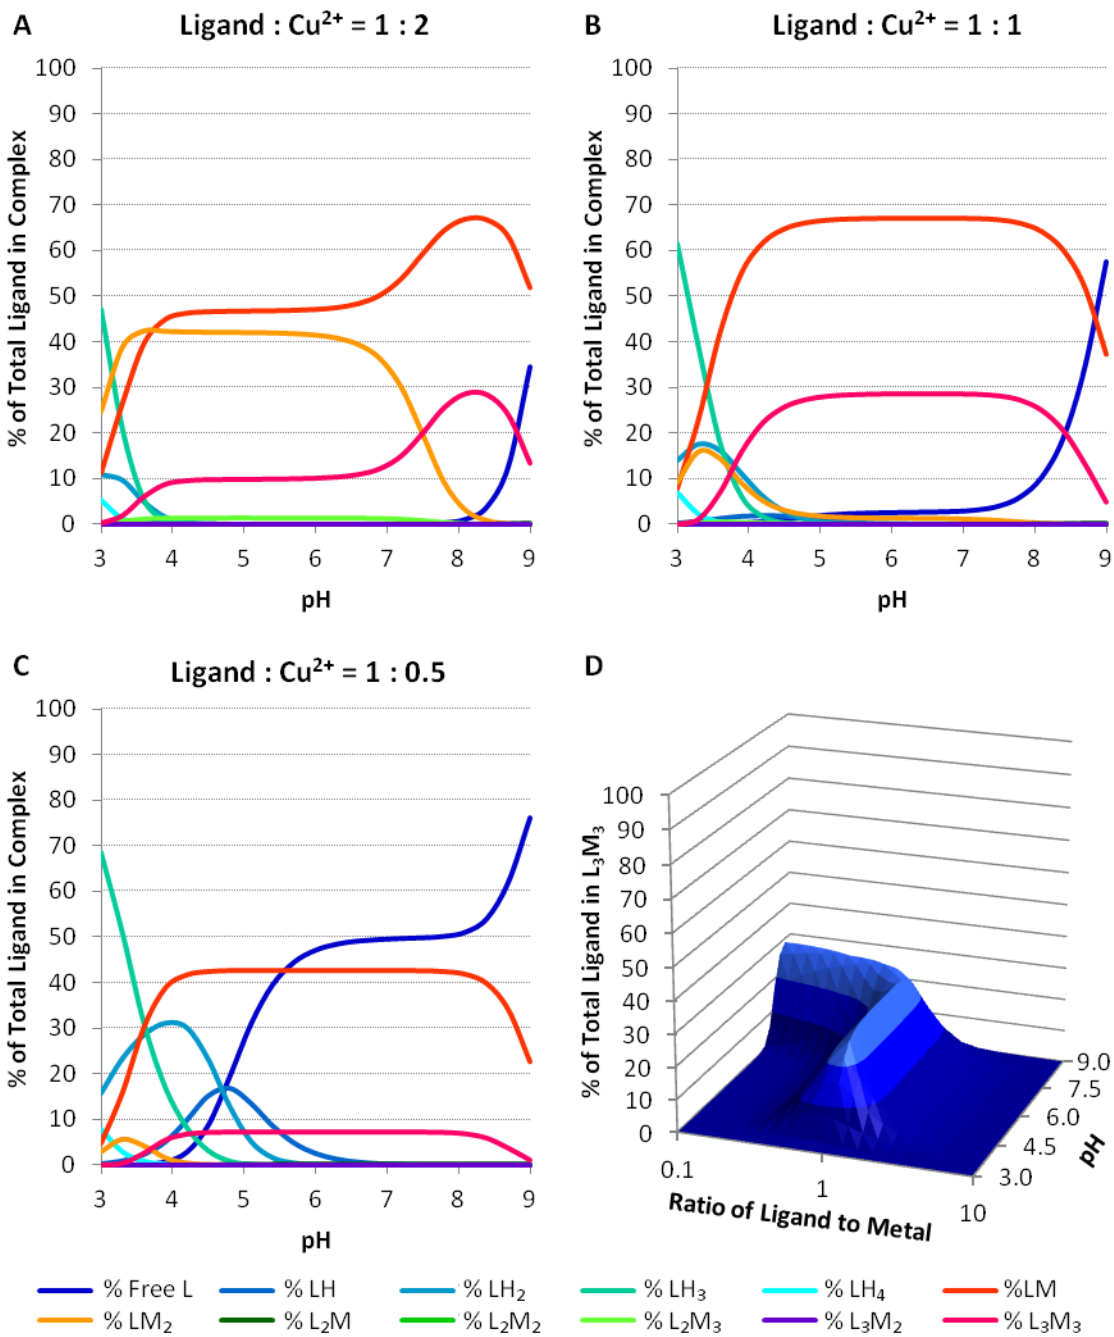 A
Ligand : Cu²⁺ = 1 : 2
% of Total Ligand in Complex
100
90
80
70
60
50
40
30
20
10
0
3 4 5 6 7 8 9
pH
B
Ligand : Cu²⁺ = 1 : 1
% of Total Ligand in Complex
100
90
80
70
60
50
40
30
20
10
0
3 4 5 6 7 8 9
pH
C
Ligand : Cu²⁺ = 1 : 0.5
% of Total Ligand in Complex
100
90
80
70
60
50
40
30
20
10
0
3 4 5 6 7 8 9
pH
D
% of Total Ligand in L₃M₃
100
90
80
70
60
50
40
30
20
10
0
0.1
1
10
Ratio of Ligand to Metal
3.0
4.5
6.0
7.5
9.0
pH
% Free L % LH % LH₂ % LH₃ % LH₄ %LM
% LM₂ % L₂M % L₂M₂ % L₂M₃ % L₃M₂ % L₃M₃